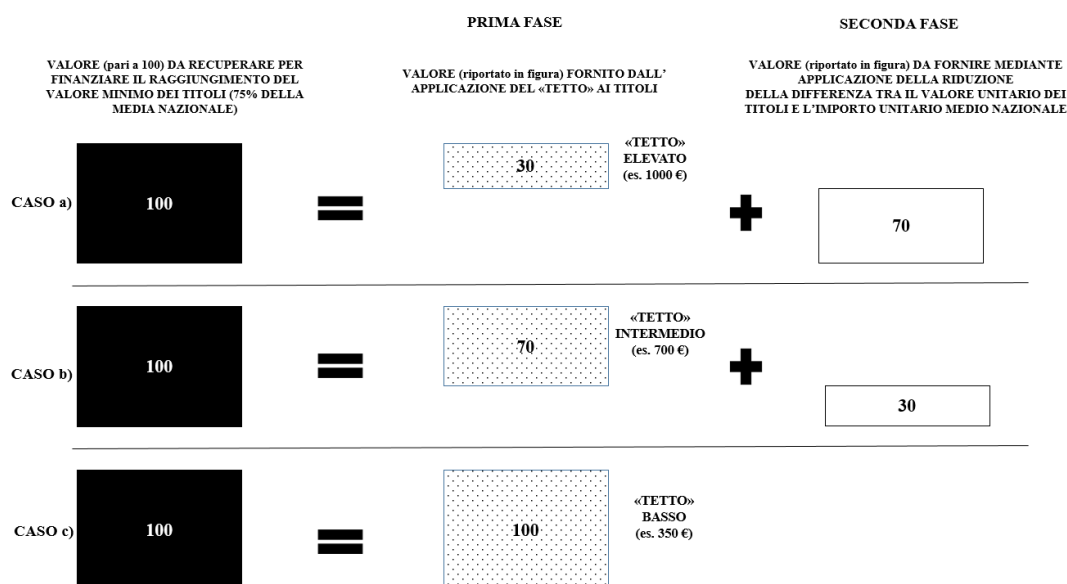 PRIMA FASE
SECONDA FASE
VALORE (pari a 100) DA RECUPERARE PER
FINANZIARE IL RAGGIUNGIMENTO DEL
VALORE MINIMO DEI TITOLI (75% DELLA
MEDIA NAZIONALE)
VALORE (riportato in figura) FORNITO DALL’
APPLICAZIONE DEL «TETTO» AI TITOLI
VALORE (riportato in figura) DA FORNIRE MEDIANTE
APPLICAZIONE DELLA RIDUZIONE
DELLA DIFFERENZA TRA IL VALORE UNITARIO DEI
TITOLI E L’IMPORTO UNITARIO MEDIO NAZIONALE
CASO a)
100
=
30
«TETTO»
ELEVATO
(es. 1000 €)
+
70
CASO b)
100
=
70
«TETTO»
INTERMEDIO
(es. 700 €)
+
30
CASO c)
100
=
100
«TETTO»
BASSO
(es. 350 €)